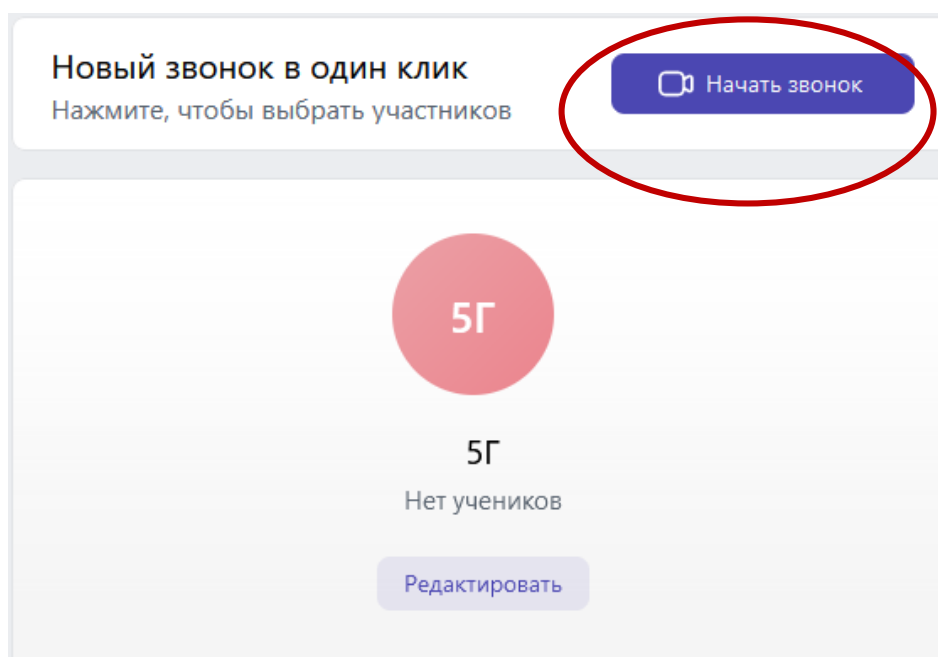 Новый звонок в один клик
Нажмите, чтобы выбрать участников
Начать звонок
5Г
5Г
Нет учеников
Редактировать